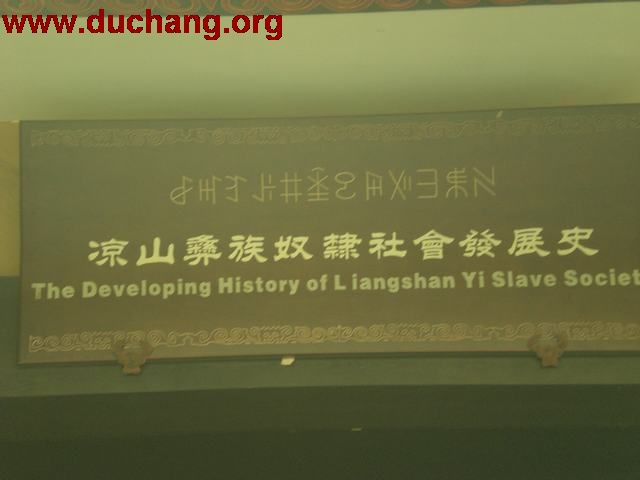 www.duchang.org
凉山彝族奴隸社會發展史
The Developing History of Liangshan Yi Slave Societ